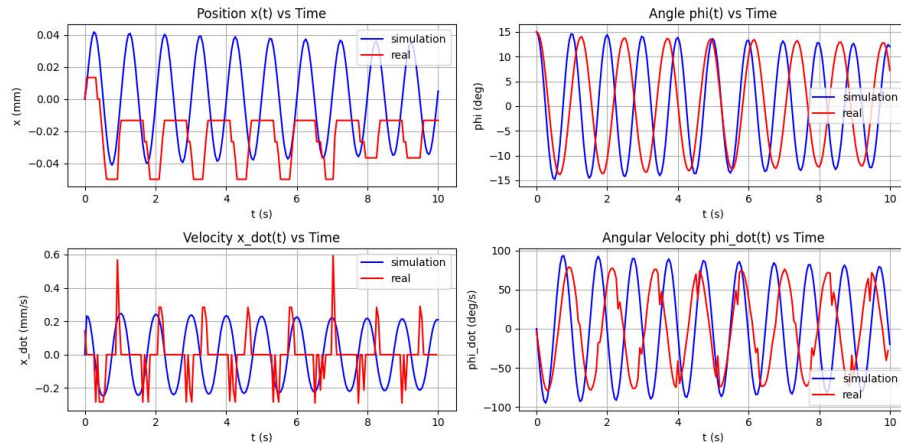 Position x(t) vs Time
0.04
0.02
0.00
−0.02
−0.04
x (mm)
0
2
4
6
8
10
t (s)
simulation
real
Angle phi(t) vs Time
15
10
5
0
−5
−10
−15
phi (deg)
0
2
4
6
8
10
t (s)
simulation
real
Velocity x_dot(t) vs Time
0.6
0.4
0.2
0.0
−0.2
x_dot (mm/s)
0
2
4
6
8
10
t (s)
simulation
real
Angular Velocity phi_dot(t) vs Time
100
50
0
−50
−100
phi_dot (deg/s)
0
2
4
6
8
10
t (s)
simulation
real